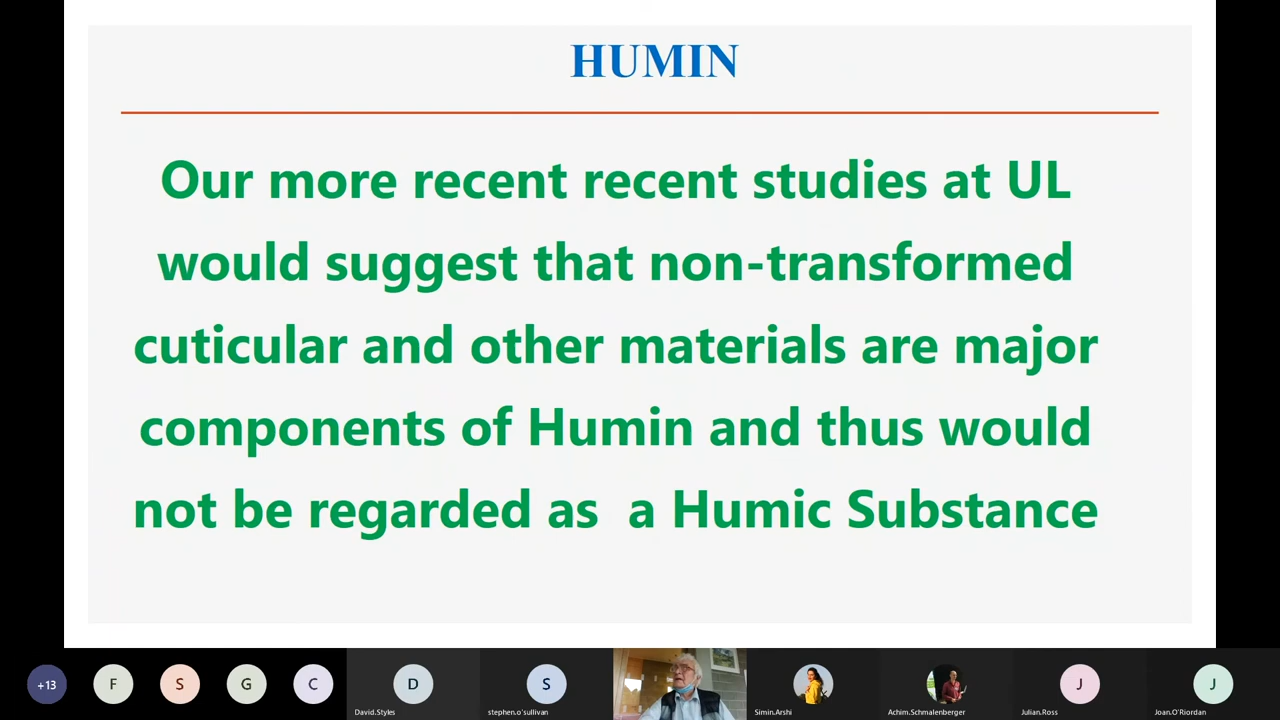 HUMIN
Our more recent recent studies at UL
would suggest that non-transformed
cuticular and other materials are major
components of Humin and thus would
not be regarded as  a Humic Substance
+13
F
S
G
C
D
S
J
J
David.Styles
stephen.o'sullivan
Simin.Arshi
Achim.Schmalenberger
Julian.Ross
Joan.O'Riordan